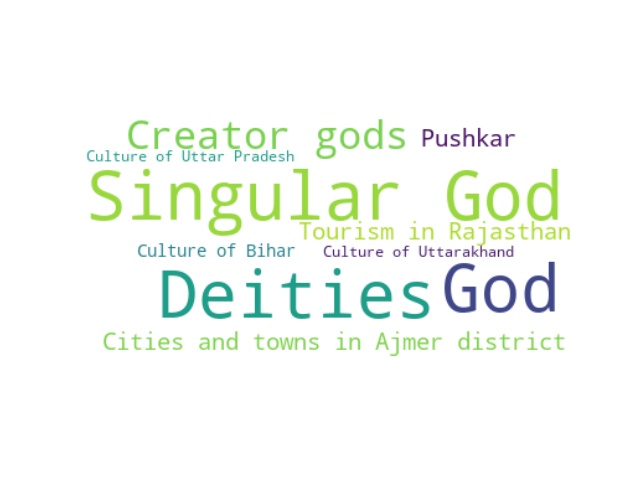 Creator gods
Pushkar
Culture of Uttar Pradesh
Singular God
Tourism in Rajasthan
Culture of Bihar
Culture of Uttarakhand
Deities
God
Cities and towns in Ajmer district